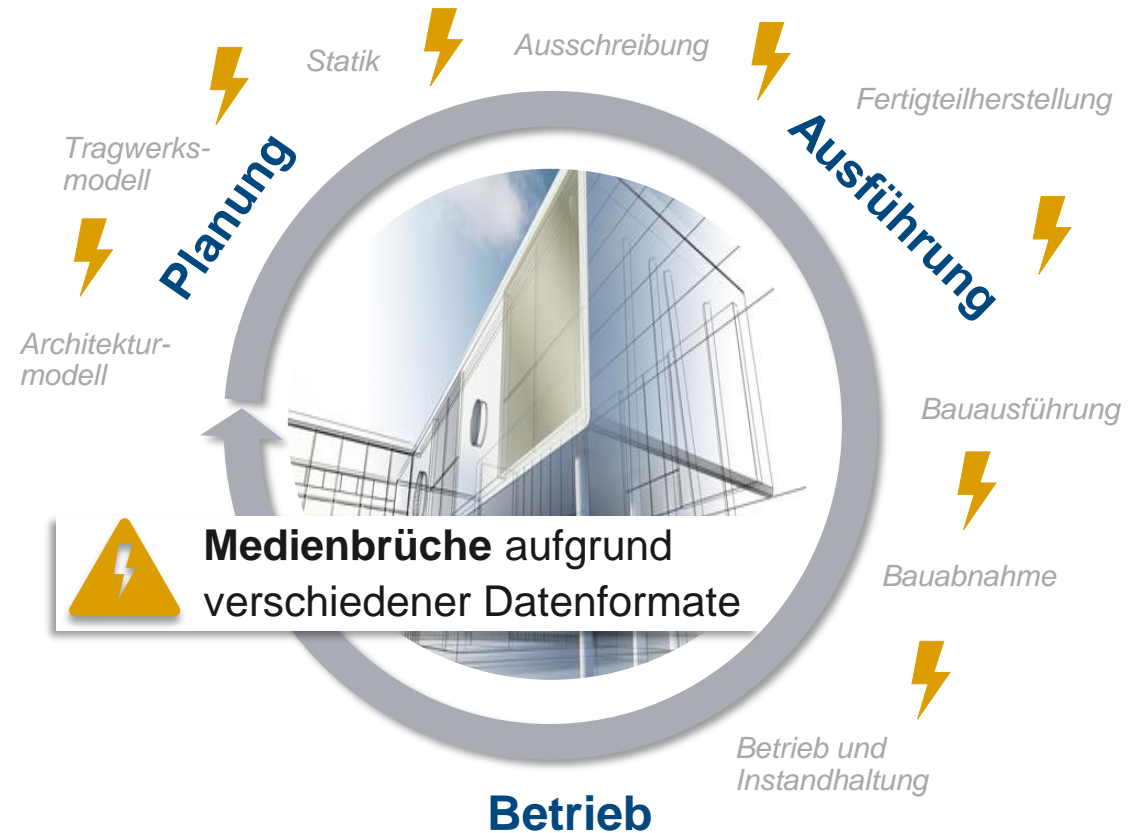 Statik
Ausschreibung
Fertigteilherstellung
Tragwerks-
modell
Planung
Ausführung
Architektur-
modell
Bauausführung
Medienbrüche aufgrund
verschiedener Datenformate
Bauabnahme
Betrieb und
Instandhaltung
Betrieb